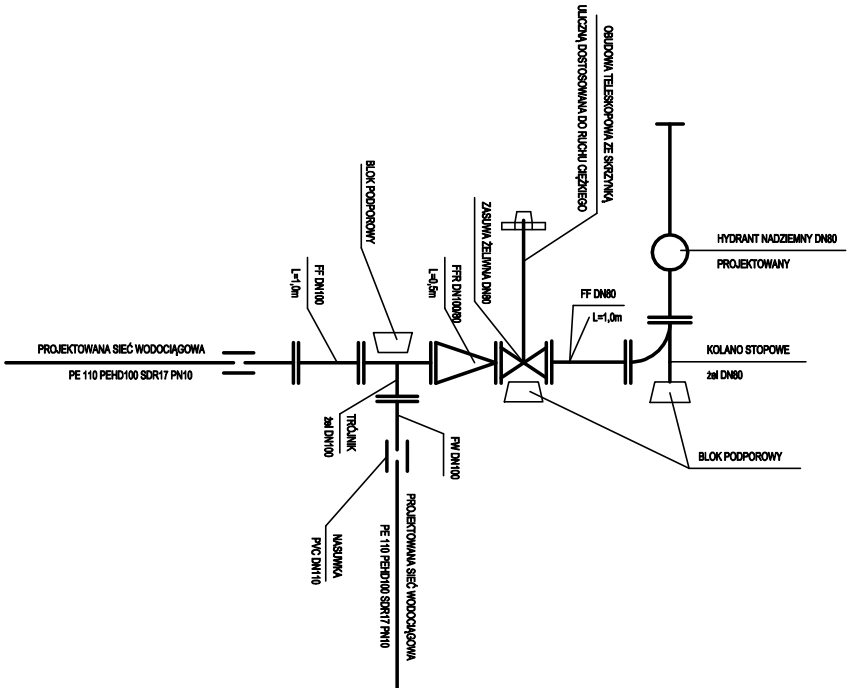 OBUDOWA TELESKOPOWA ZE SKRZYNKĄ
ULICZNĄ DOSTOSOWANA DO RUCHU CIĘŻKIEGO
HYDRANT NADZIEMNY DN80
PROJEKTOWANY
BLOK PODPOROWY
ZASUWA ŻELIWNA DN80
FF DN100
L=1,0m
FFR DN100/80
L=0,5m
FF DN80
L=1,0m
KOLANO STOPOWE
żel DN80
PROJEKTOWANA SIEĆ WODOCIĄGOWA
PE 110 PEHD100 SDR17 PN10
TRÓJNIK
żel DN100
FW DN100
BLOK PODPOROWY
NASUWKA
PVC DN110
PROJEKTOWANA SIEĆ WODOCIĄGOWA
PE 110 PEHD100 SDR17 PN10